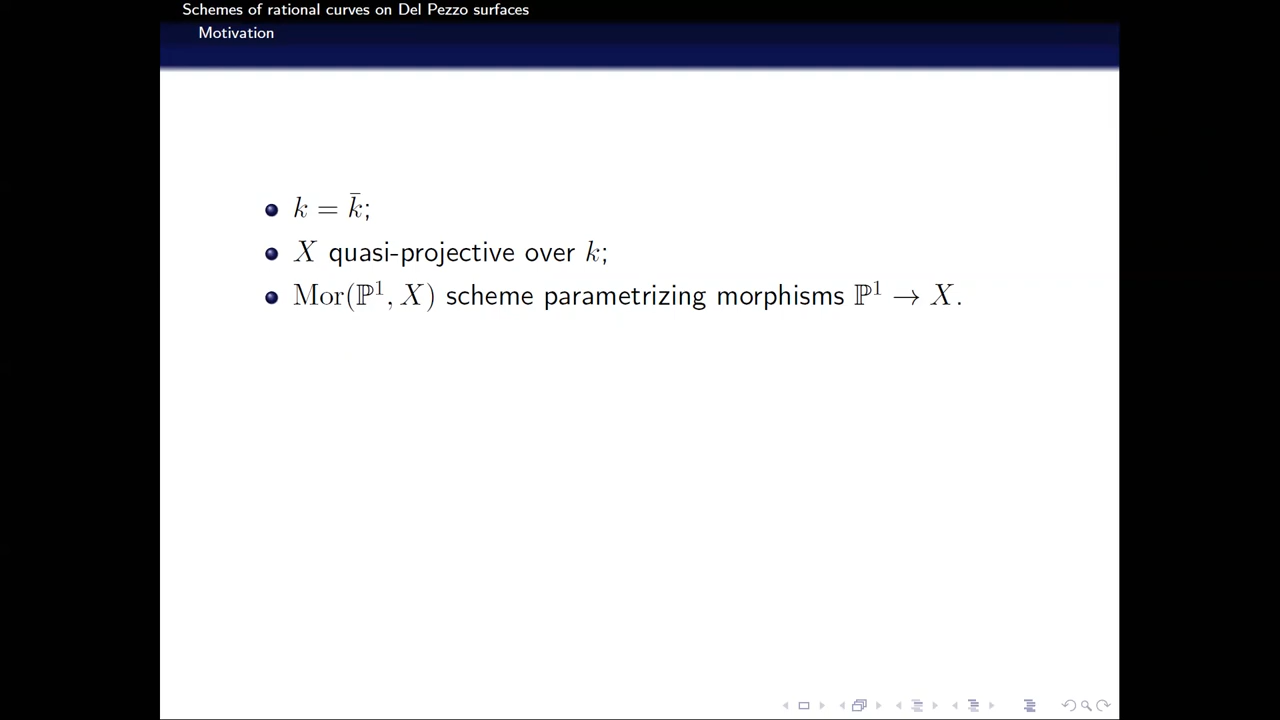 Schemes of rational curves on Del Pezzo surfaces
Motivation
k = k̄;
X quasi-projective over k;
Mor(ℙ¹, X) scheme parametrizing morphisms ℙ¹ → X.